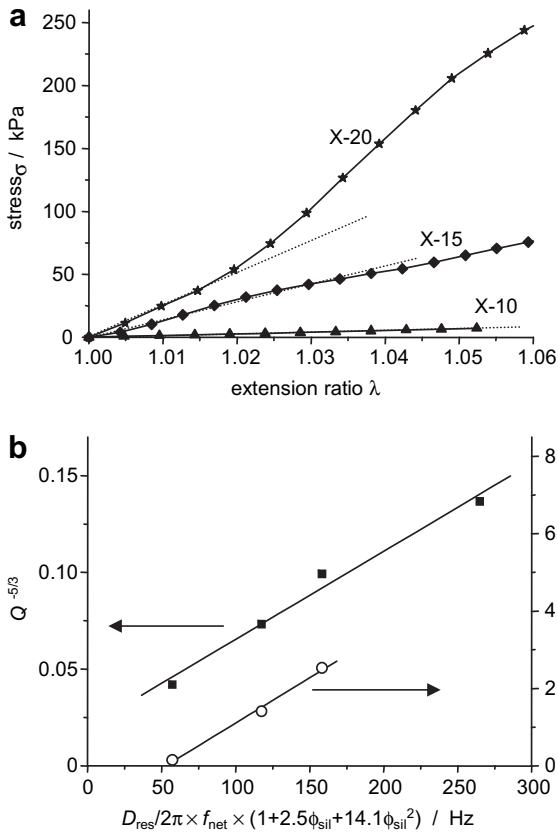 a
stress σ / kPa
250
200
150
100
50
0
X-20
X-15
X-10
1.00 1.01 1.02 1.03 1.04 1.05 1.06
extension ratio λ
b
Q^-5/3
0.15
0.10
0.05
0
8
6
4
2
0
0 50 100 150 200 250 300
D_res/2π × f_net × (1+2.5ϕ_sil+14.1ϕ_sil²) / Hz